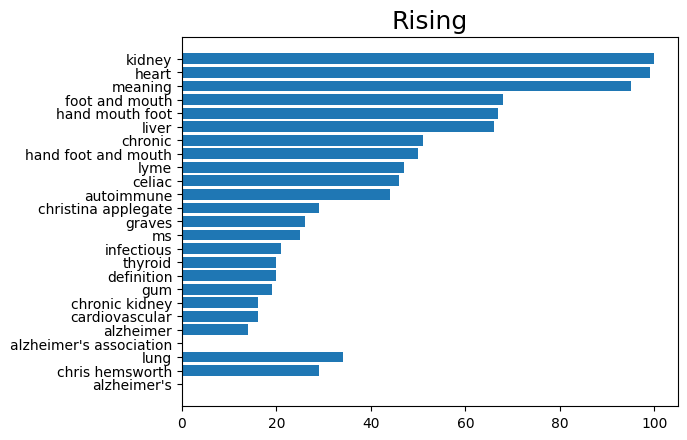 Rising
kidney
heart
meaning
foot and mouth
hand mouth foot
liver
chronic
hand foot and mouth
lyme
celiac
autoimmune
christina applegate
graves
ms
infectious
thyroid
definition
gum
chronic kidney
cardiovascular
alzheimer
alzheimer's association
lung
chris hemsworth
alzheimer's
0 20 40 60 80 100